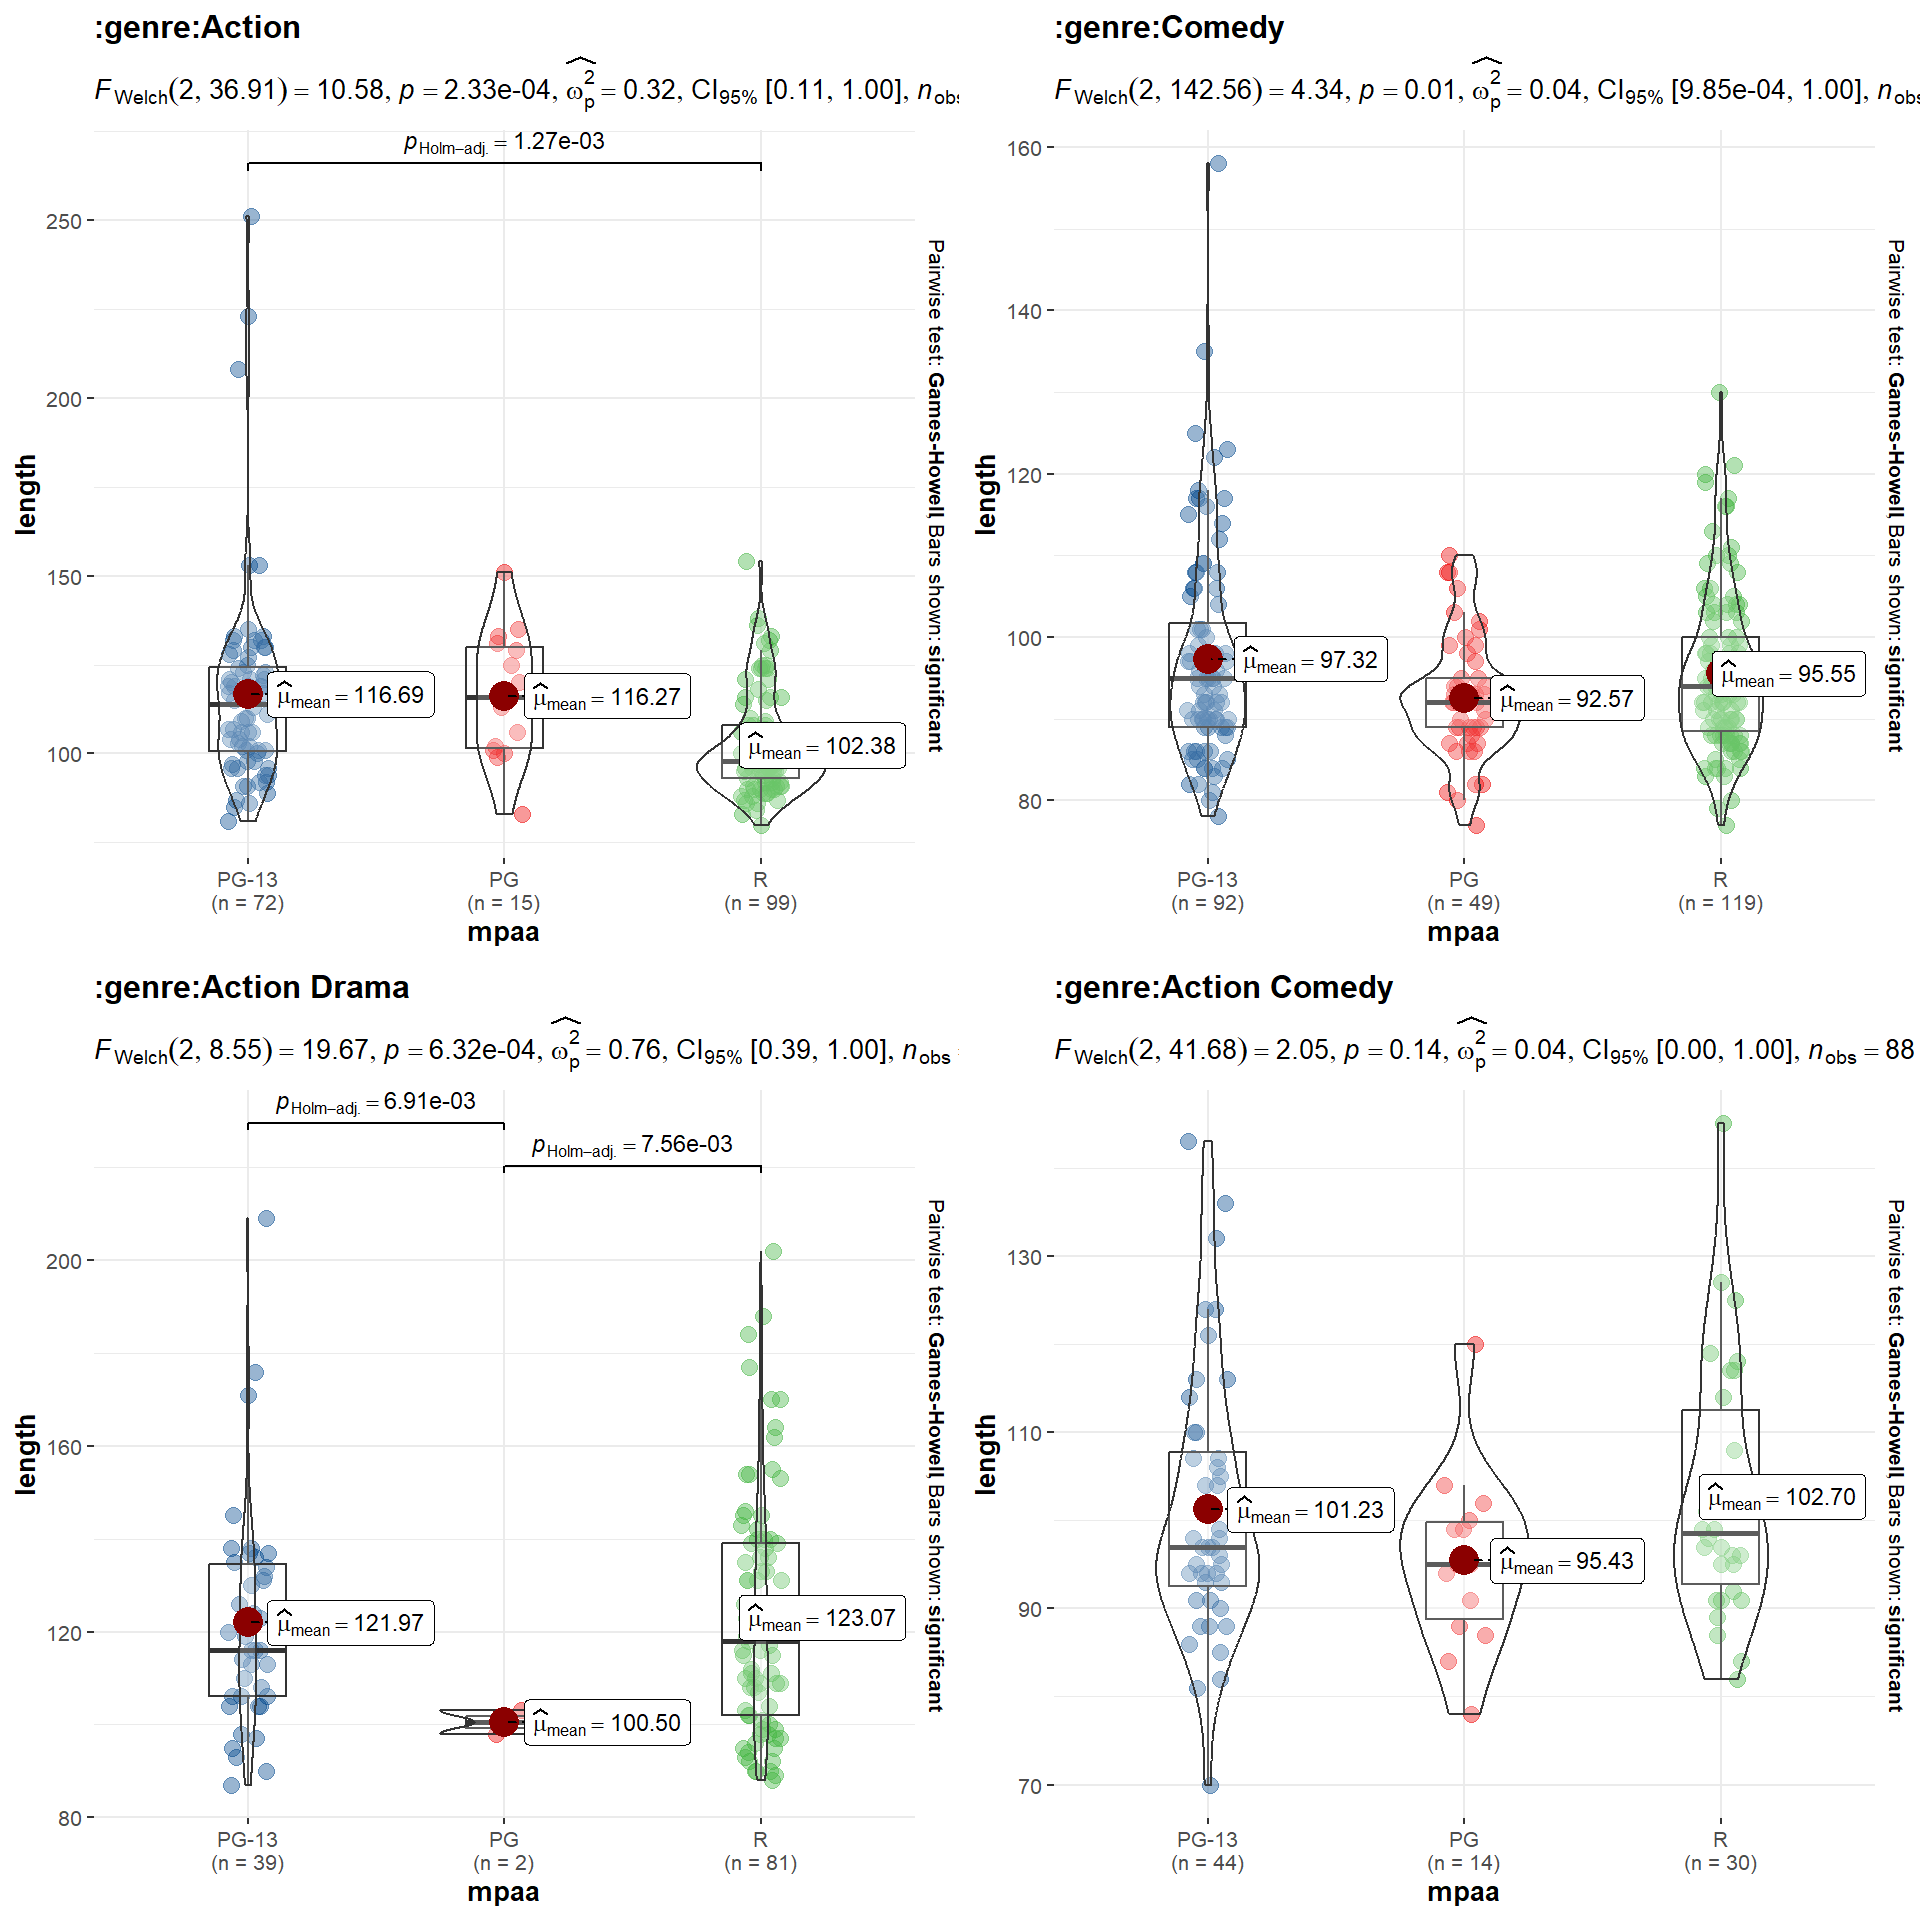 :genre:Action
F Welch(2, 36.91) = 10.58, p = 2.33e-04, ω̂²p = 0.32, CI95% [0.11, 1.00], nobs
pHolm–adj. = 1.27e-03
250
200
150
100
length
μ̂mean = 116.69
μ̂mean = 116.27
μ̂mean = 102.38
PG-13
(n = 72)
PG
(n = 15)
R
(n = 99)
mpaa
Pairwise test: Games-Howell, Bars shown: significant
:genre:Comedy
F Welch(2, 142.56) = 4.34, p = 0.01, ω̂²p = 0.04, CI95% [9.85e-04, 1.00], nobs
160
140
120
100
80
length
μ̂mean = 97.32
μ̂mean = 92.57
μ̂mean = 95.55
PG-13
(n = 92)
PG
(n = 49)
R
(n = 119)
mpaa
Pairwise test: Games-Howell, Bars shown: significant
:genre:Action Drama
F Welch(2, 8.55) = 19.67, p = 6.32e-04, ω̂²p = 0.76, CI95% [0.39, 1.00], nobs
pHolm–adj. = 6.91e-03
pHolm–adj. = 7.56e-03
200
160
120
80
length
μ̂mean = 121.97
μ̂mean = 100.50
μ̂mean = 123.07
PG-13
(n = 39)
PG
(n = 2)
R
(n = 81)
mpaa
Pairwise test: Games-Howell, Bars shown: significant
:genre:Action Comedy
F Welch(2, 41.68) = 2.05, p = 0.14, ω̂²p = 0.04, CI95% [0.00, 1.00], nobs = 88
130
110
90
70
length
μ̂mean = 101.23
μ̂mean = 95.43
μ̂mean = 102.70
PG-13
(n = 44)
PG
(n = 14)
R
(n = 30)
mpaa
Pairwise test: Games-Howell, Bars shown: significant